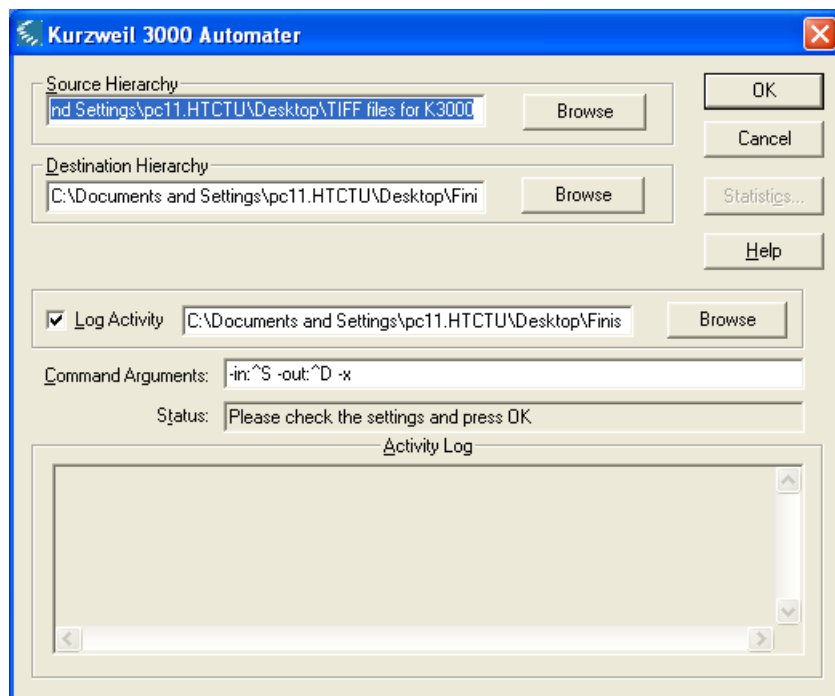 Kurzweil 3000 Automater
Source Hierarchy
nd Settings\pc11.HTCTU\Desktop\TIFF files for K3000
Browse
OK
Cancel
Destination Hierarchy
C:\Documents and Settings\pc11.HTCTU\Desktop\Fini
Browse
Statistics...
Help
Log Activity
C:\Documents and Settings\pc11.HTCTU\Desktop\Finis
Browse
Command Arguments:
-in:^S -out:^D -x
Status:
Please check the settings and press OK
Activity Log